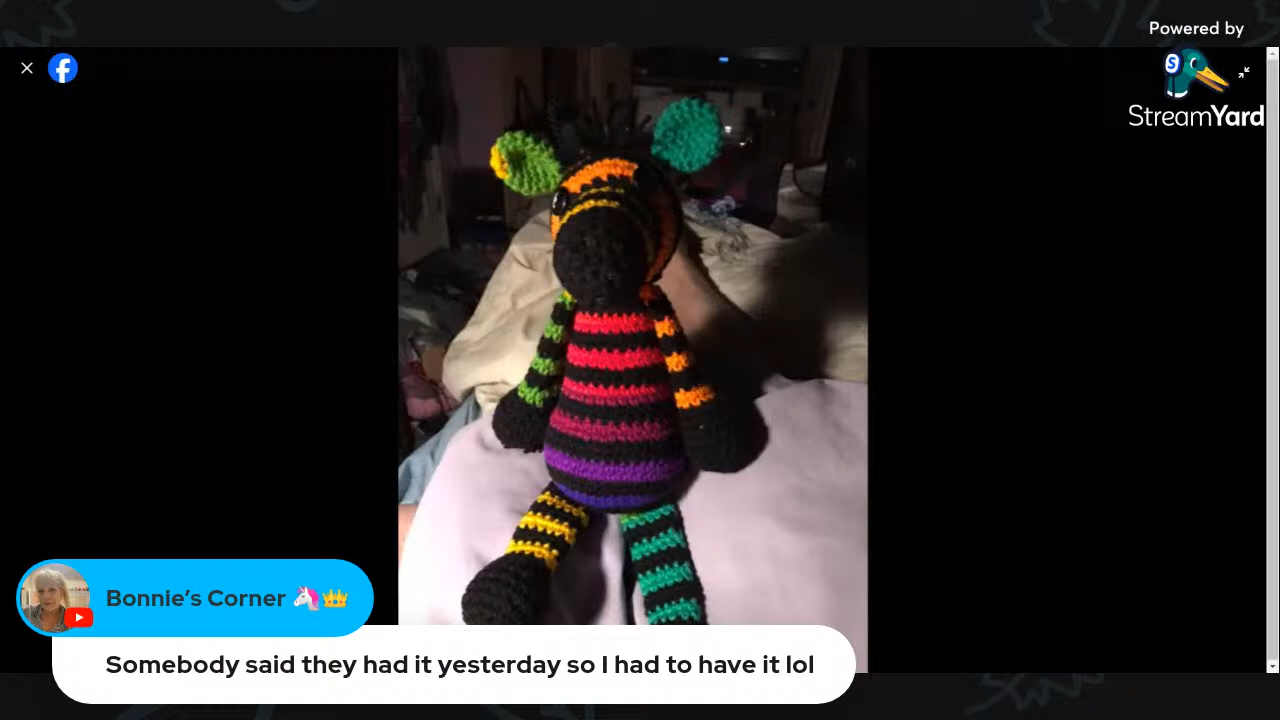 Powered by
StreamYard
Bonnie's Corner 🦄👑
Somebody said they had it yesterday so I had to have it lol